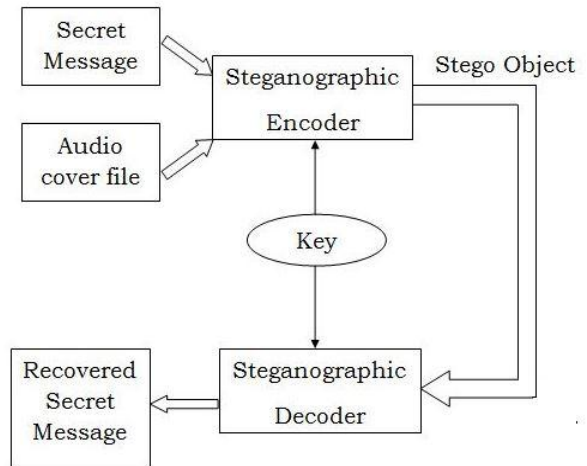 Secret
Message
Steganographic
Encoder
Stego Object
Audio
cover file
Key
Recovered
Secret
Message
Steganographic
Decoder